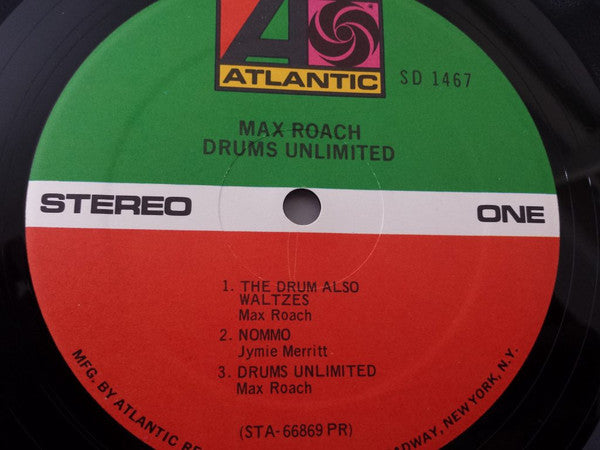 ATLANTIC
SD 1467
MAX ROACH
DRUMS UNLIMITED
STEREO
ONE
1. THE DRUM ALSO
WALTZES
Max Roach
2. NOMMO
Jymie Merritt
3. DRUMS UNLIMITED
Max Roach
(STA-66869 PR)
MFG. BY ATLANTIC
NEW YORK, N.Y.